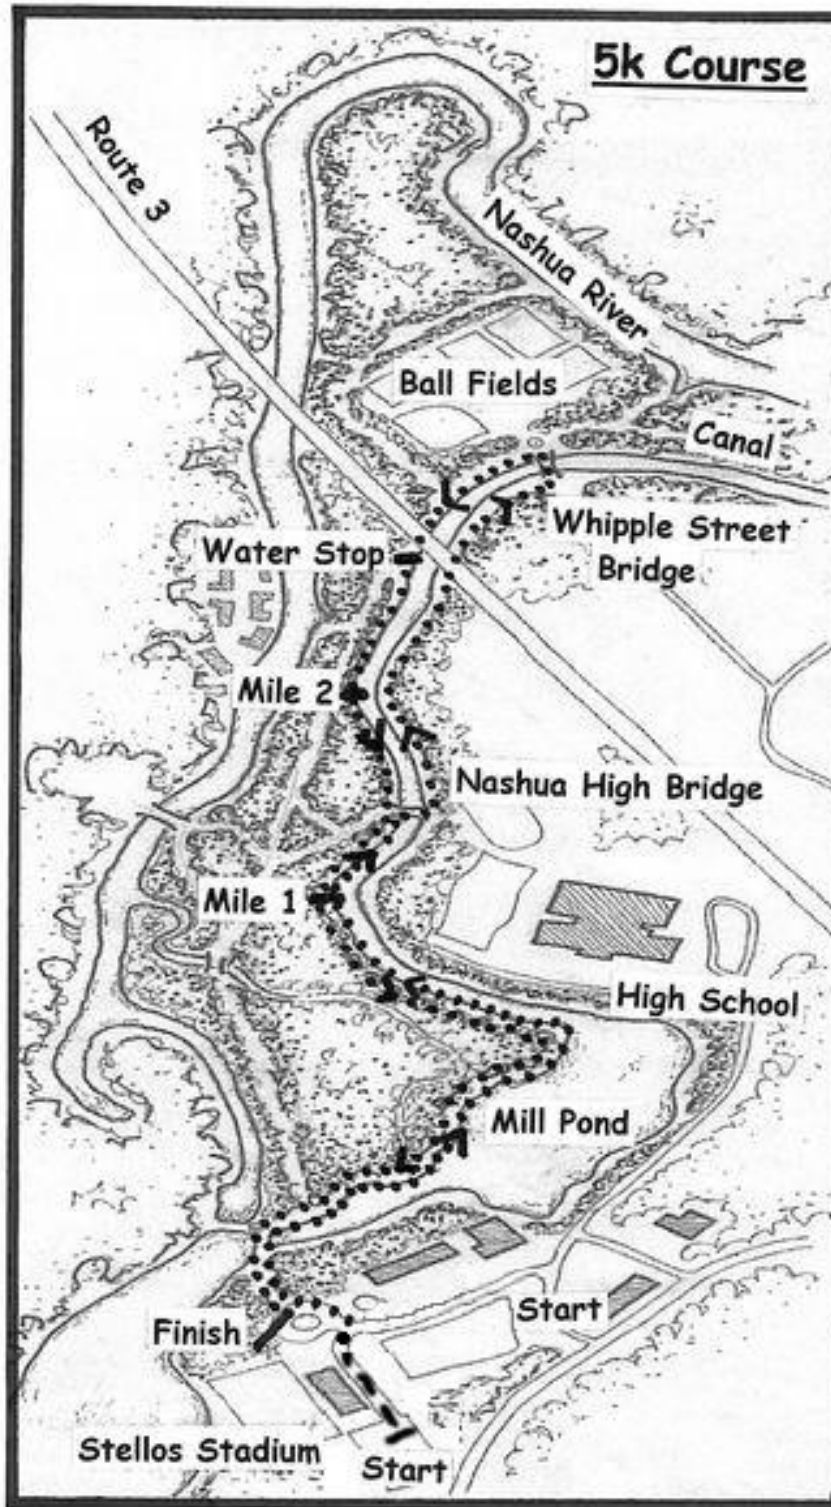 5k Course
Route 3
Nashua River
Ball Fields
Canal
Whipple Street
Bridge
Water Stop
Mile 2
Nashua High Bridge
Mile 1
High School
Mill Pond
Start
Finish
Stellos Stadium
Start